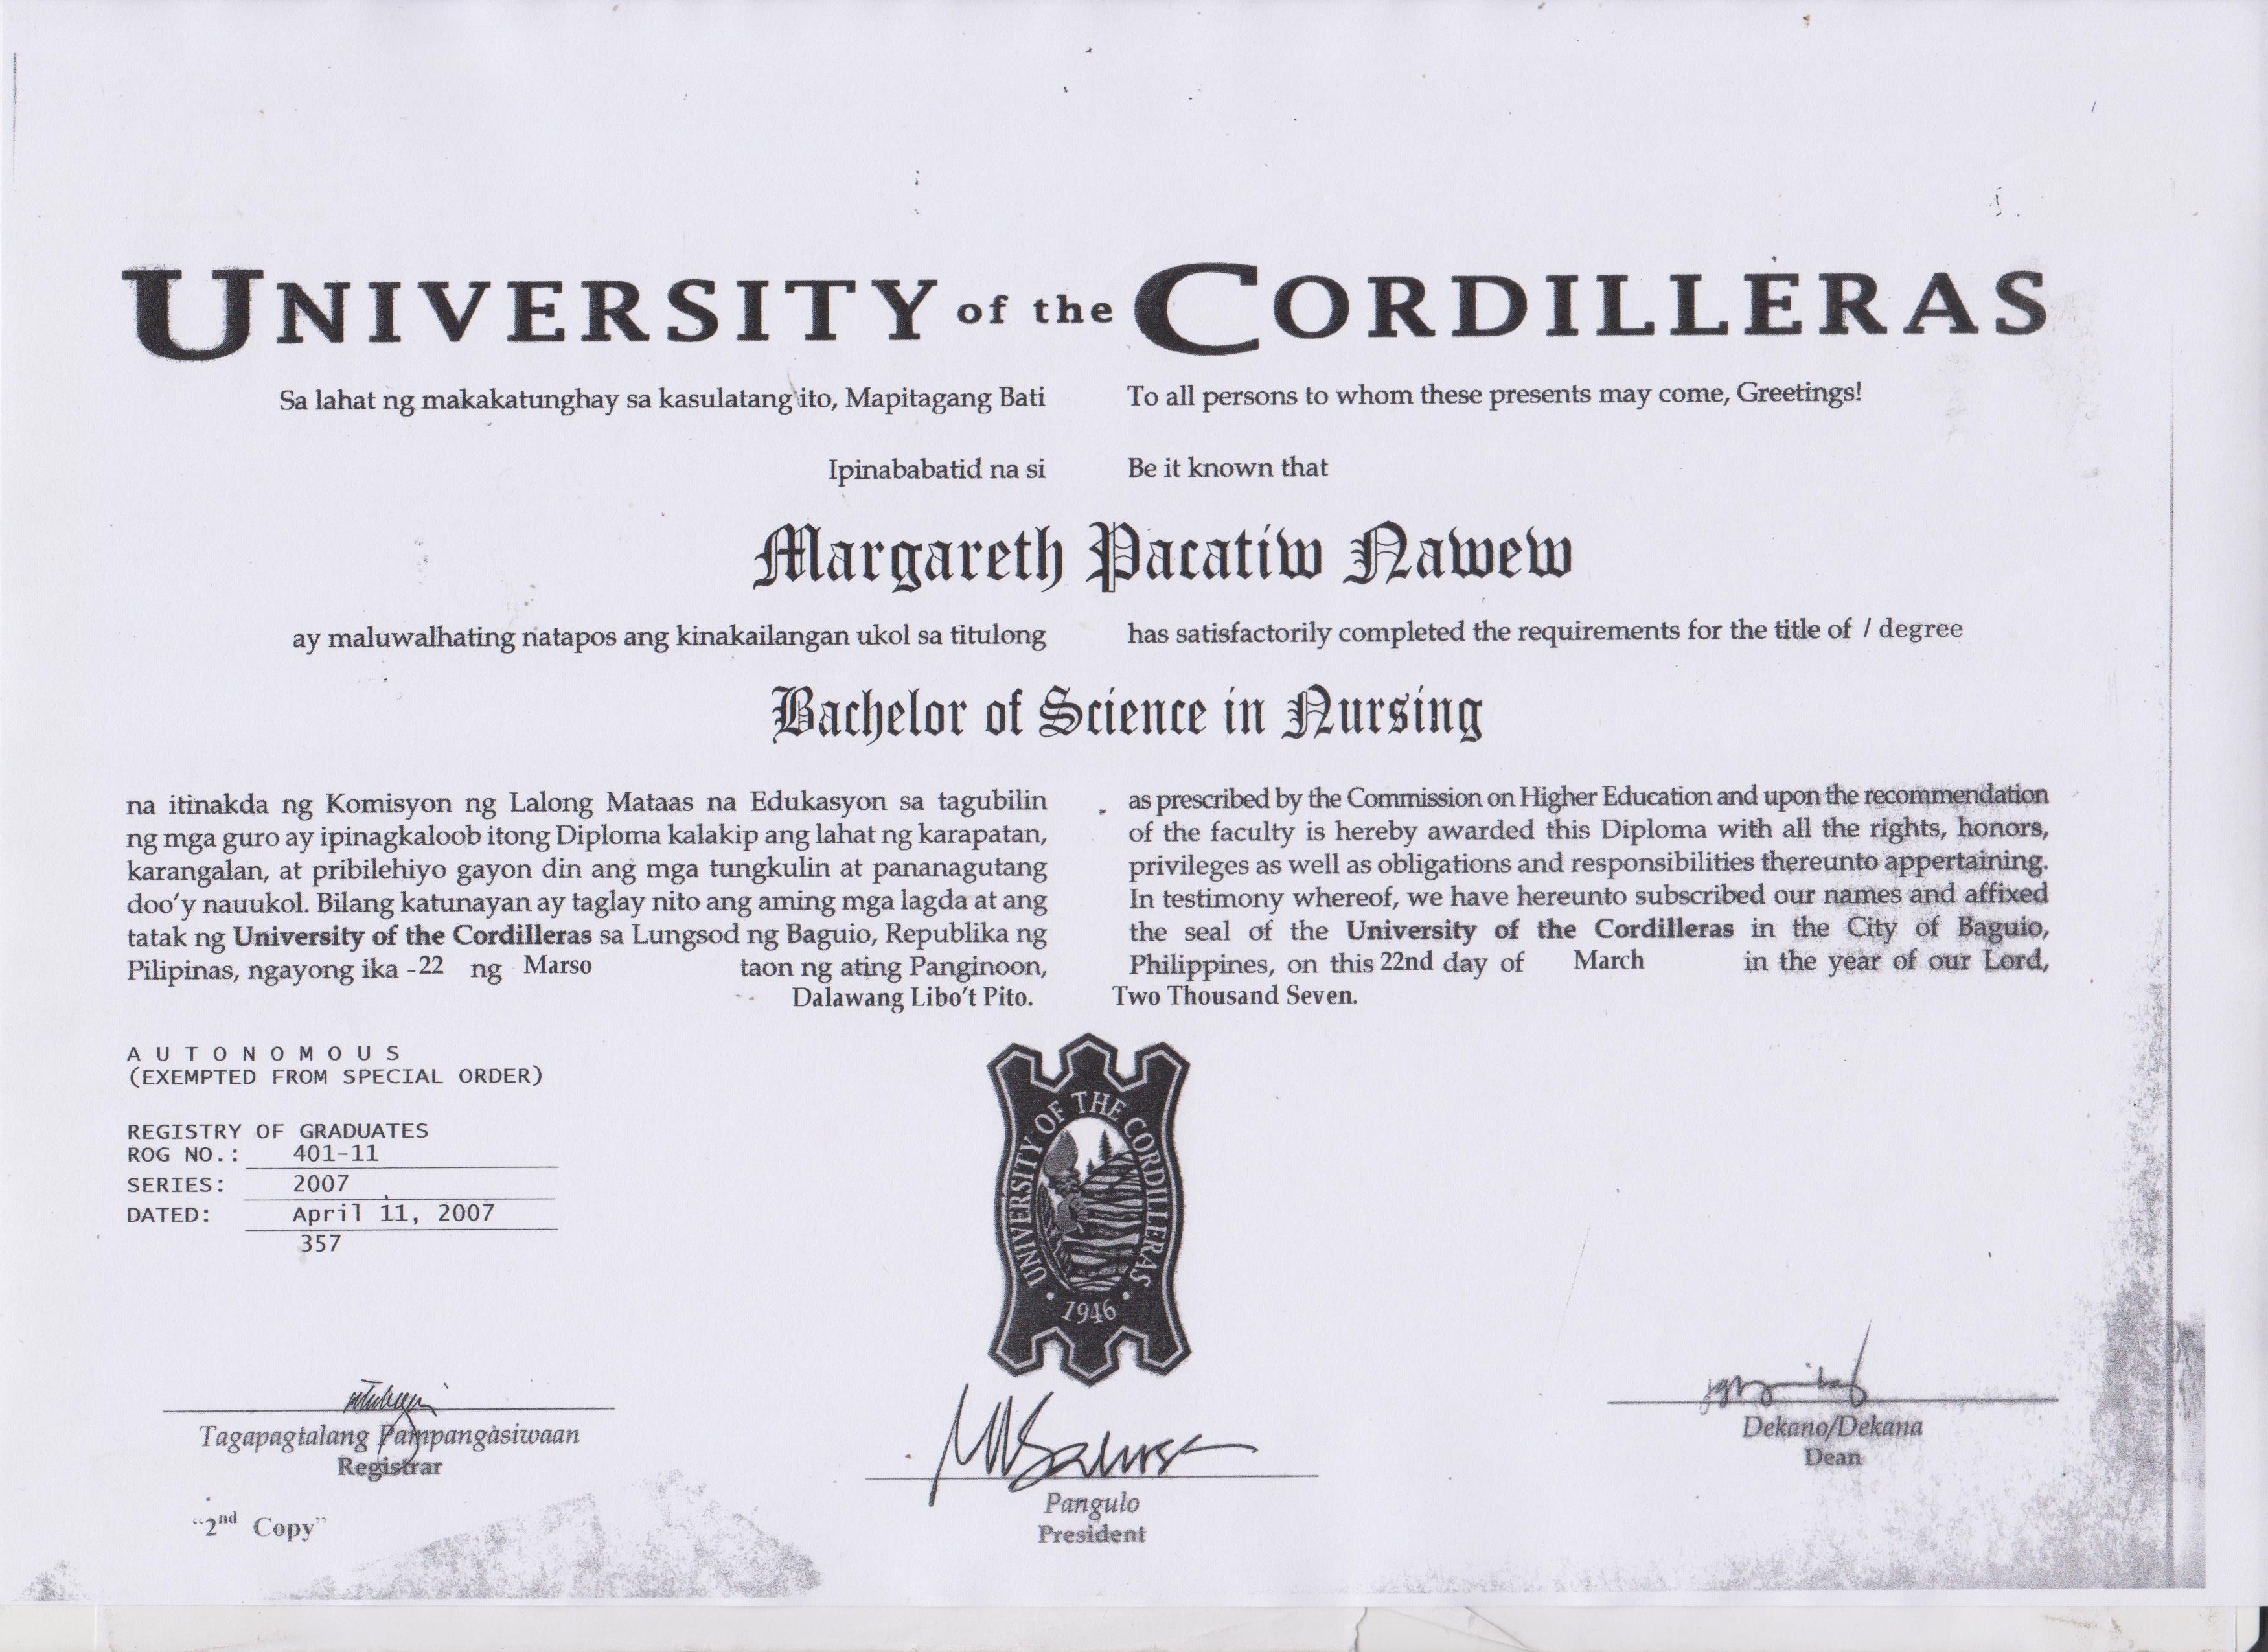 UNIVERSITY of the CORDILLERAS
Sa lahat ng makakatunghay sa kasulatang ito, Mapitagang Bati
To all persons to whom these presents may come, Greetings!
Ipinababatid na si
Be it known that
Margareth Pacatiw Nawew
ay maluwalhating natapos ang kinakailangan ukol sa titulong
has satisfactorily completed the requirements for the title of / degree
Bachelor of Science in Nursing
na itinakda ng Komisyon ng Lalong Mataas na Edukasyon sa tagubilin
ng mga guro ay ipinagkaloob itong Diploma kalakip ang lahat ng karapatan,
karangalan, at pribilehiyo gayon din ang mga tungkulin at pananagutang
doo'y nauukol. Bilang katunayan ay taglay nito ang aming mga lagda at ang
tatak ng University of the Cordilleras sa Lungsod ng Baguio, Republika ng
Pilipinas, ngayong ika -22 ng Marso taon ng ating Panginoon,
Dalawang Libo't Pito.
as prescribed by the Commission on Higher Education and upon the recommendation
of the faculty is hereby awarded this Diploma with all the rights, honors,
privileges as well as obligations and responsibilities thereunto appertaining.
In testimony whereof, we have hereunto subscribed our names and affixed
the seal of the University of the Cordilleras in the City of Baguio,
Philippines, on this 22nd day of March in the year of our Lord,
Two Thousand Seven.
AUTONOMOUS
(EXEMPTED FROM SPECIAL ORDER)
REGISTRY OF GRADUATES
ROG NO.: 401-11
SERIES: 2007
DATED: April 11, 2007
357
UNIVERSITY OF THE CORDILLERAS
1946
Tagapagtalang Pampangasiwaan
Registrar
Pangulo
President
Dekano/Dekana
Dean
"2nd Copy"